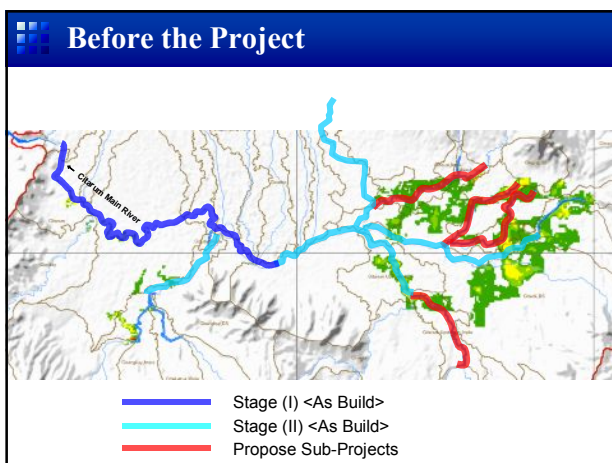 Before the Project
Citarum Main River
Stage (I) <As Build>
Stage (II) <As Build>
Propose Sub-Projects